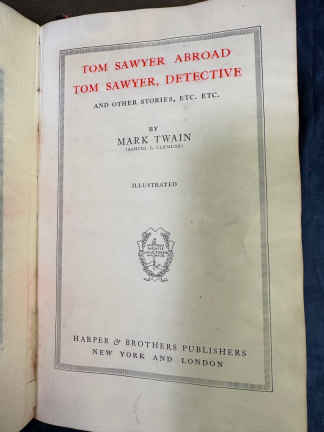 TOM SAWYER ABROAD
TOM SAWYER, DETECTIVE
AND OTHER STORIES, ETC. ETC.
BY
MARK TWAIN
(SAMUEL L. CLEMENS)
ILLUSTRATED
HARPER & BROTHERS PUBLISHERS
NEW YORK AND LONDON